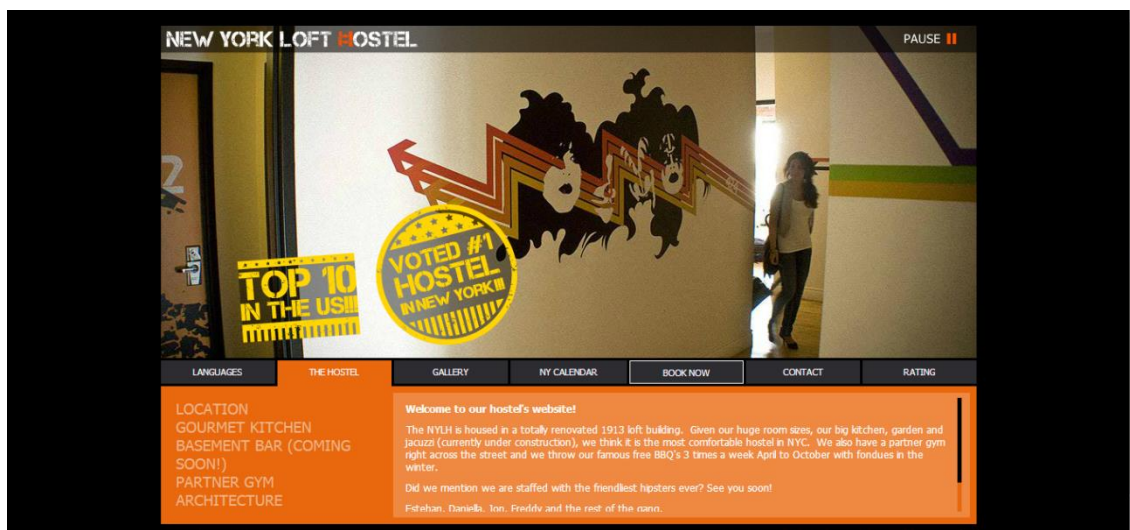 NEW YORK LOFT HOSTEL
PAUSE
2
TOP 10
IN THE US!!!
VOTED #1
HOSTEL
IN NEW YORK!!!
LANGUAGES
THE HOSTEL
GALLERY
NY CALENDAR
BOOK NOW
CONTACT
RATING
LOCATION
GOURMET KITCHEN
BASEMENT BAR (COMING
SOON!)
PARTNER GYM
ARCHITECTURE
Welcome to our hostel's website!
The NYLH is housed in a totally renovated 1913 loft building. Given our huge room sizes, our big kitchen, garden and
jacuzzi (currently under construction), we think it is the most comfortable hostel in NYC. We also have a partner gym
right across the street and we throw our famous free BBQ's 3 times a week April to October with fondues in the
winter.
Did we mention we are staffed with the friendliest hipsters ever? See you soon!
Esteban, Daniella, Jon, Freddy and the rest of the gang.